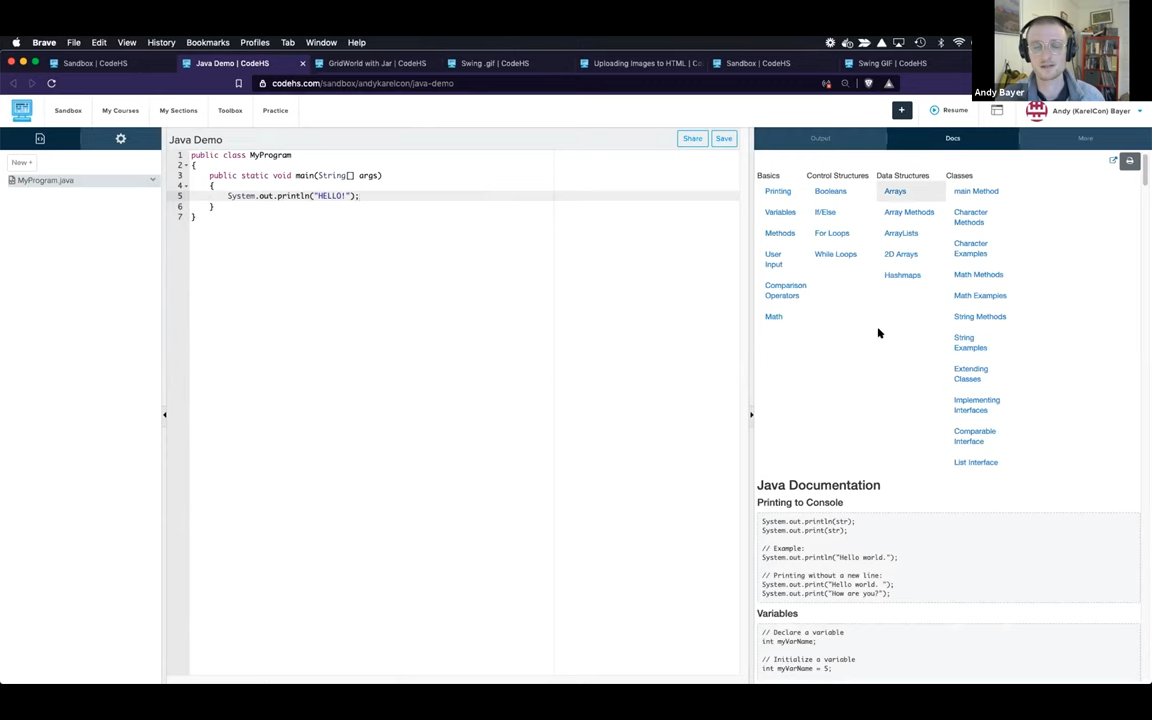 Brave File Edit View History Bookmarks Profiles Tab Window Help
Sandbox | CodeHS
Java Demo | CodeHS
GridWorld with Jar | CodeHS
Swing .gif | CodeHS
Uploading Images to HTML | Co
Sandbox | CodeHS
Swing GIF | CodeHS
codehs.com/sandbox/andykarelcon/java-demo
Andy Bayer
Sandbox My Courses My Sections Toolbox Practice
+ Resume Andy (KarelCon) Bayer
Java Demo
Share Save
Output Docs More
New +
MyProgram.java
1 public class MyProgram
2 {
3 public static void main(String[] args)
4 {
5 System.out.println("HELLO!");
6 }
7 }
Basics
Printing
Variables
Methods
User
Input
Comparison
Operators
Math
Control Structures
Booleans
If/Else
For Loops
While Loops
Data Structures
Arrays
Array Methods
ArrayLists
2D Arrays
Hashmaps
Classes
main Method
Character
Methods
Character
Examples
Math Methods
Math Examples
String Methods
String
Examples
Extending
Classes
Implementing
Interfaces
Comparable
Interface
List Interface
Java Documentation
Printing to Console
System.out.println(str);
System.out.print(str);
// Example:
System.out.println("Hello world.");
// Printing without a new line:
System.out.print("Hello world. ");
System.out.print("How are you?");
Variables
// Declare a variable
int myVarName;
// Initialize a variable
int myVarName = 5;